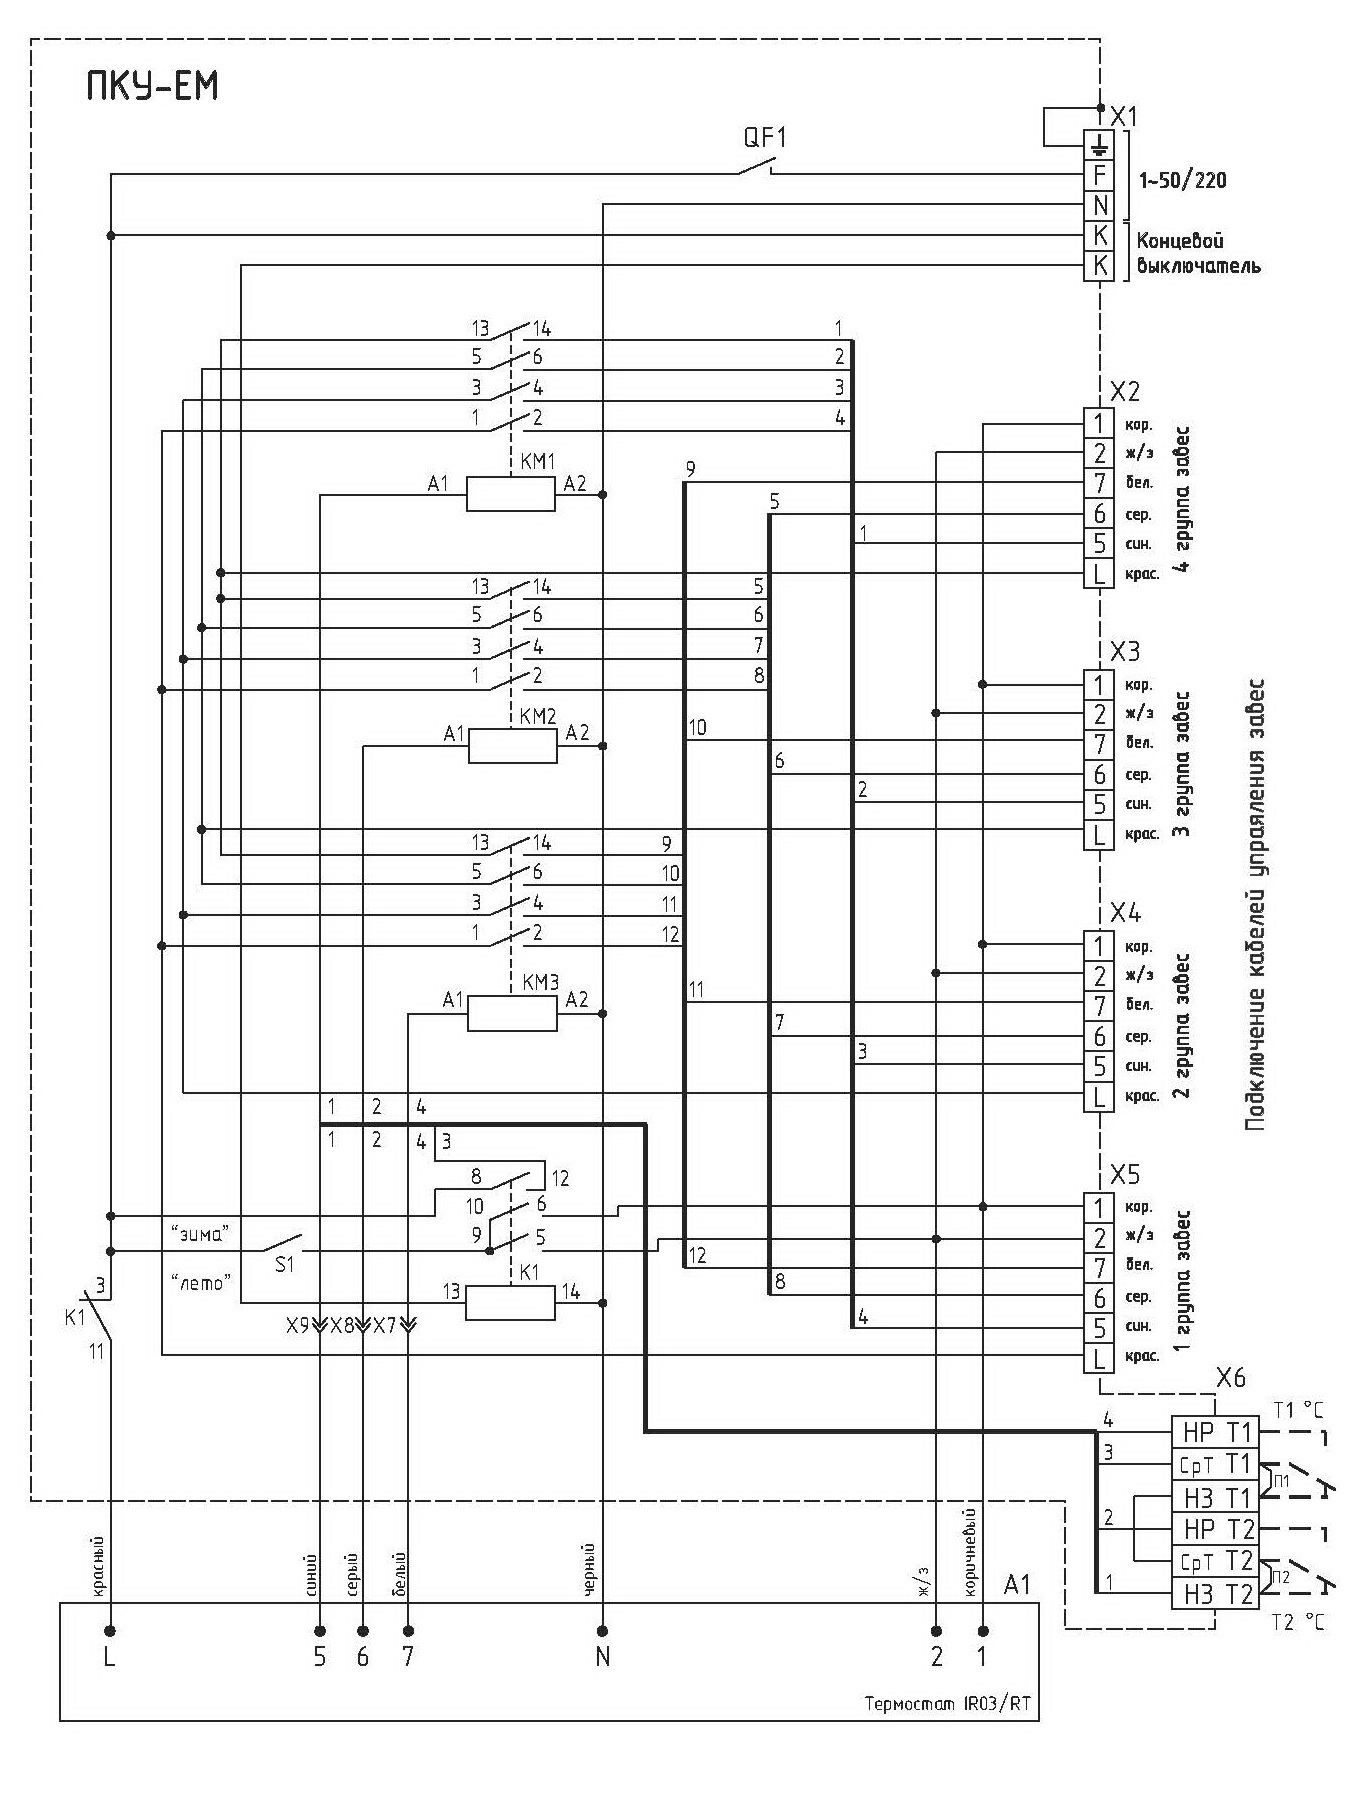 ПКУ-ЕМ
X1
QF1
F
N
K
K
1~50/220
Концевой
выключатель
13 14 1
5 6 2
3 4 3
1 2 4
KM1
A1 A2
9
5
1
X2
1 кор.
2 ж/з
7 бел.
6 сер.
5 син.
L крас.
4 группа завес
13 14 5
5 6 6
3 4 7
1 2 8
KM2
A1 A2
10
6
2
X3
1 кор.
2 ж/з
7 бел.
6 сер.
5 син.
L крас.
3 группа завес
Подключение кабелей упраяления завес
13 14 9
5 6 10
3 4 11
1 2 12
KM3
A1 A2
11
7
3
X4
1 кор.
2 ж/з
7 бел.
6 сер.
5 син.
L крас.
2 группа завес
1 2 4
1 2 4 3
8 12
10 6
9 5
"зима"
S1
"лето"
K1
13 14
12
8
4
X5
1 кор.
2 ж/з
7 бел.
6 сер.
5 син.
L крас.
1 группа завес
3
K1
11
X9 X8 X7
X6
4 НР Т1
3 СрТ Т1
НЗ Т1
2 НР Т2
СрТ Т2
1 НЗ Т2
Т1 °С
П1
П2
Т2 °С
красный
синий
серый
белый
черный
ж/з
коричневый
A1
L 5 6 7 N 2 1
Термостат IR03/RT